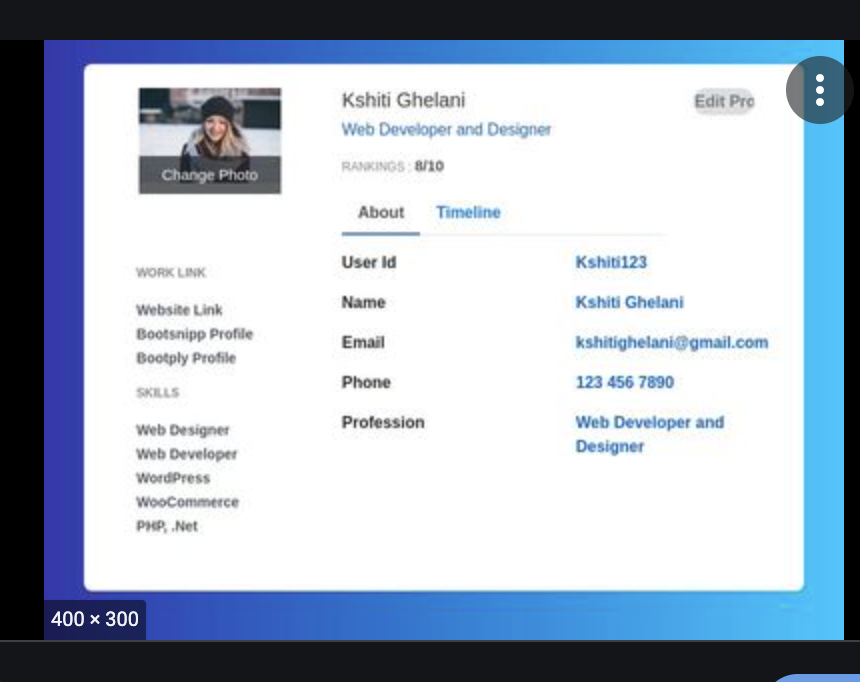 Kshiti Ghelani
Edit Pro
Web Developer and Designer
RANKINGS : 8/10
Change Photo
About Timeline
WORK LINK
Website Link
Bootsnipp Profile
Bootply Profile
SKILLS
Web Designer
Web Developer
WordPress
WooCommerce
PHP, .Net
User Id Kshiti123
Name Kshiti Ghelani
Email kshitighelani@gmail.com
Phone 123 456 7890
Profession Web Developer and
Designer
400 × 300